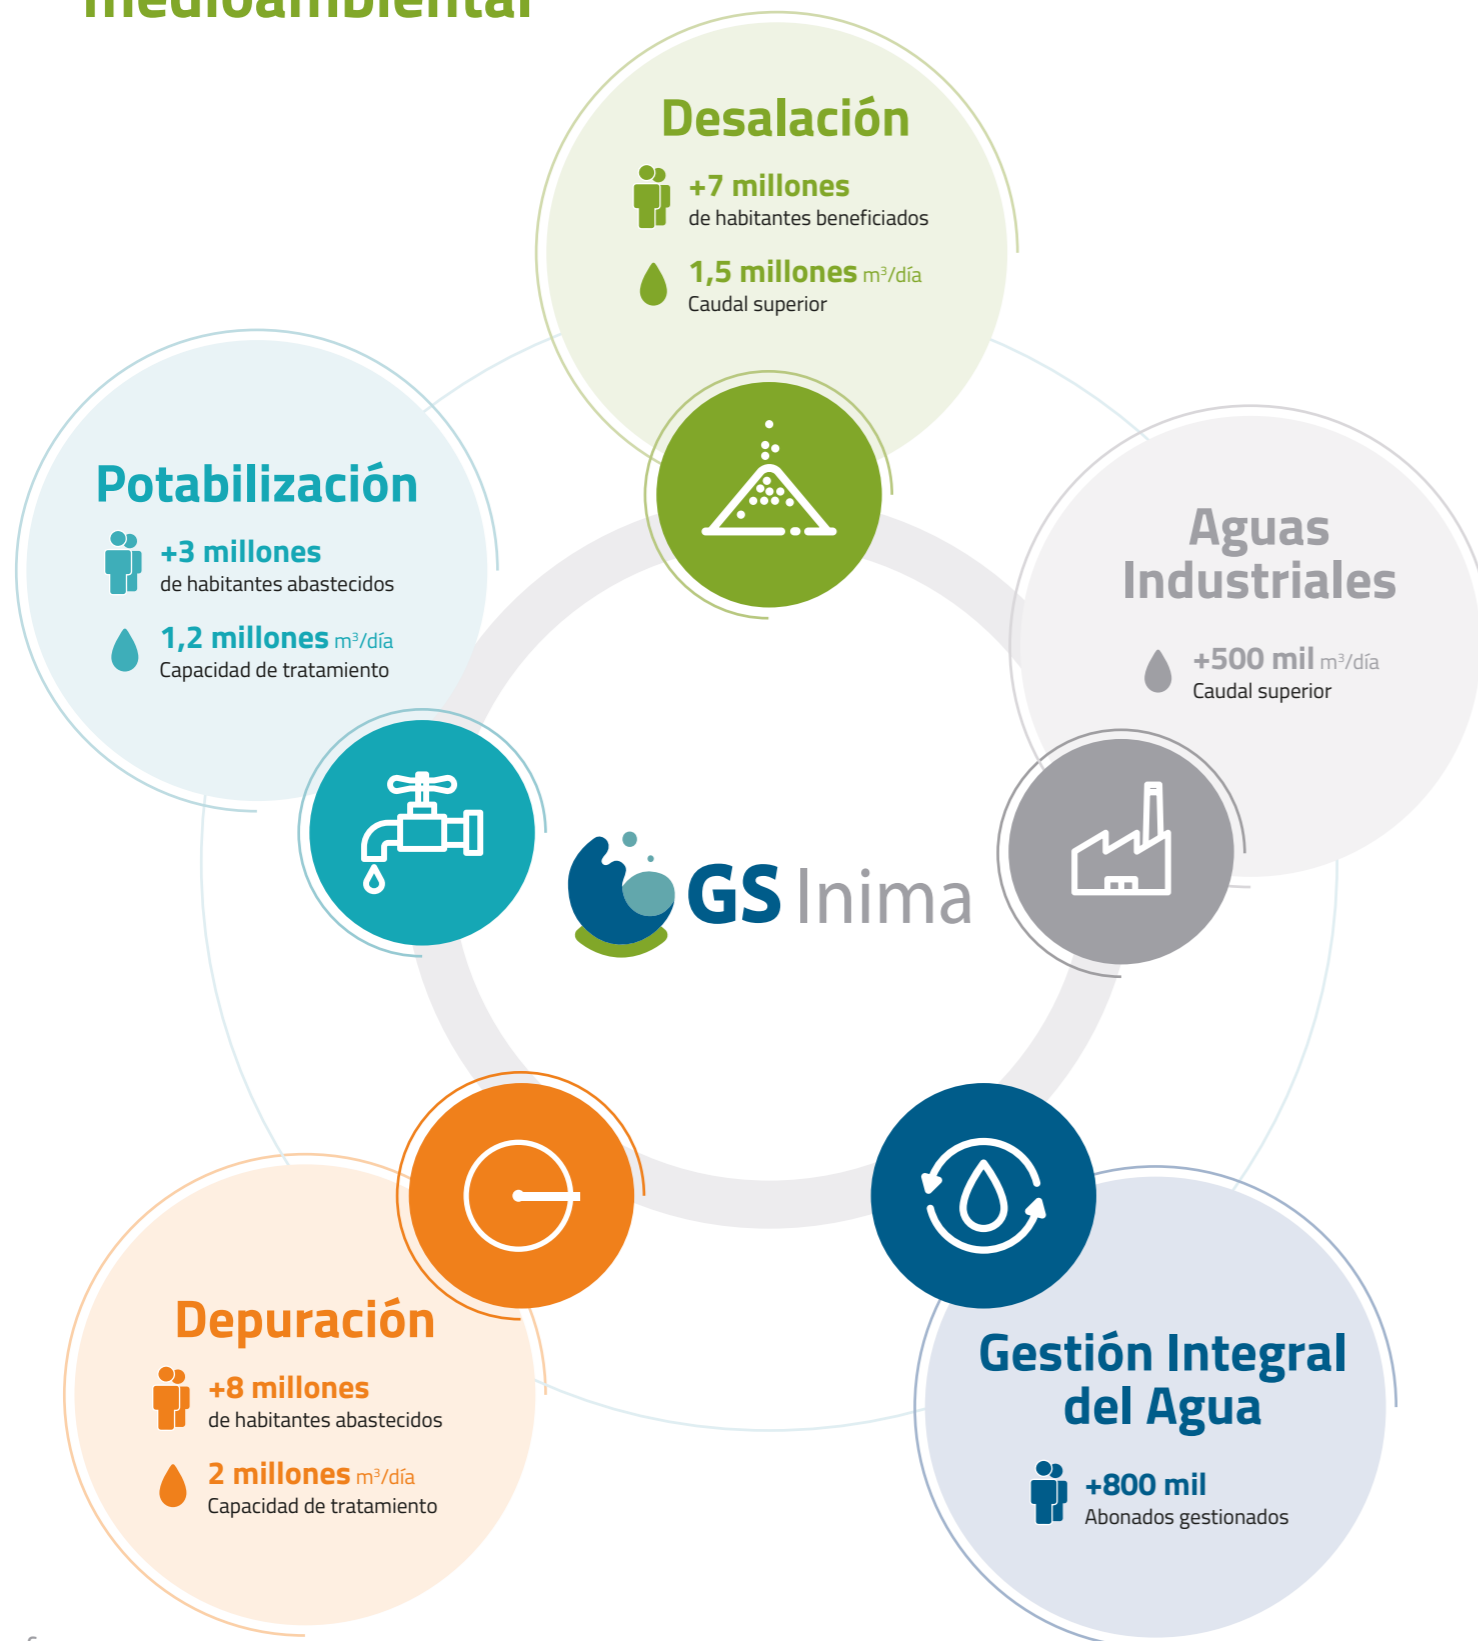 medioambiental
Desalación
+7 millones
de habitantes beneficiados
1,5 millones m³/día
Caudal superior
Potabilización
+3 millones
de habitantes abastecidos
1,2 millones m³/día
Capacidad de tratamiento
Aguas
Industriales
+500 mil m³/día
Caudal superior
GS Inima
Depuración
+8 millones
de habitantes abastecidos
2 millones m³/día
Capacidad de tratamiento
Gestión Integral
del Agua
+800 mil
Abonados gestionados